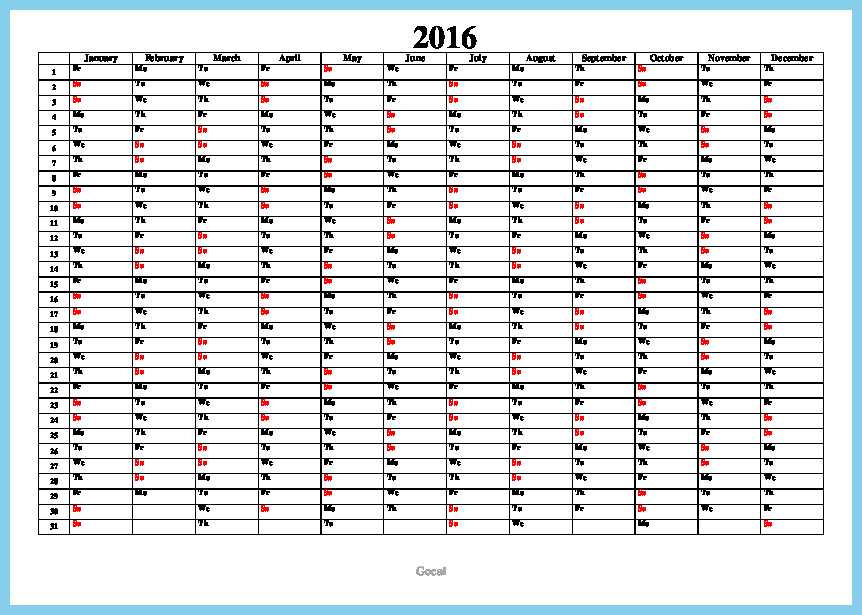 2016
January February March April May June July August September October November December
1 Fr Mo Tu Fr Su We Fr Mo Th Sa Tu Th
2 Sa Tu We Sa Mo Th Sa Tu Fr Su We Fr
3 Su We Th Su Tu Fr Su We Sa Mo Th Sa
4 Mo Th Fr Mo We Sa Mo Th Su Tu Fr Su
5 Tu Fr Sa Tu Th Su Tu Fr Mo We Sa Mo
6 We Sa Su We Fr Mo We Sa Tu Th Su Tu
7 Th Su Mo Th Sa Tu Th Su We Fr Mo We
8 Fr Mo Tu Fr Su We Fr Mo Th Sa Tu Th
9 Sa Tu We Sa Mo Th Sa Tu Fr Su We Fr
10 Su We Th Su Tu Fr Su We Sa Mo Th Sa
11 Mo Th Fr Mo We Sa Mo Th Su Tu Fr Su
12 Tu Fr Sa Tu Th Su Tu Fr Mo We Sa Mo
13 We Sa Su We Fr Mo We Sa Tu Th Su Tu
14 Th Su Mo Th Sa Tu Th Su We Fr Mo We
15 Fr Mo Tu Fr Su We Fr Mo Th Sa Tu Th
16 Sa Tu We Sa Mo Th Sa Tu Fr Su We Fr
17 Su We Th Su Tu Fr Su We Sa Mo Th Sa
18 Mo Th Fr Mo We Sa Mo Th Su Tu Fr Su
19 Tu Fr Sa Tu Th Su Tu Fr Mo We Sa Mo
20 We Sa Su We Fr Mo We Sa Tu Th Su Tu
21 Th Su Mo Th Sa Tu Th Su We Fr Mo We
22 Fr Mo Tu Fr Su We Fr Mo Th Sa Tu Th
23 Sa Tu We Sa Mo Th Sa Tu Fr Su We Fr
24 Su We Th Su Tu Fr Su We Sa Mo Th Sa
25 Mo Th Fr Mo We Sa Mo Th Su Tu Fr Su
26 Tu Fr Sa Tu Th Su Tu Fr Mo We Sa Mo
27 We Sa Su We Fr Mo We Sa Tu Th Su Tu
28 Th Su Mo Th Sa Tu Th Su We Fr Mo We
29 Fr Mo Tu Fr Su We Fr Mo Th Sa Tu Th
30 Sa We Sa Mo Th Sa Tu Fr Su We Fr
31 Su Th Tu Su We Mo Sa
Gocal